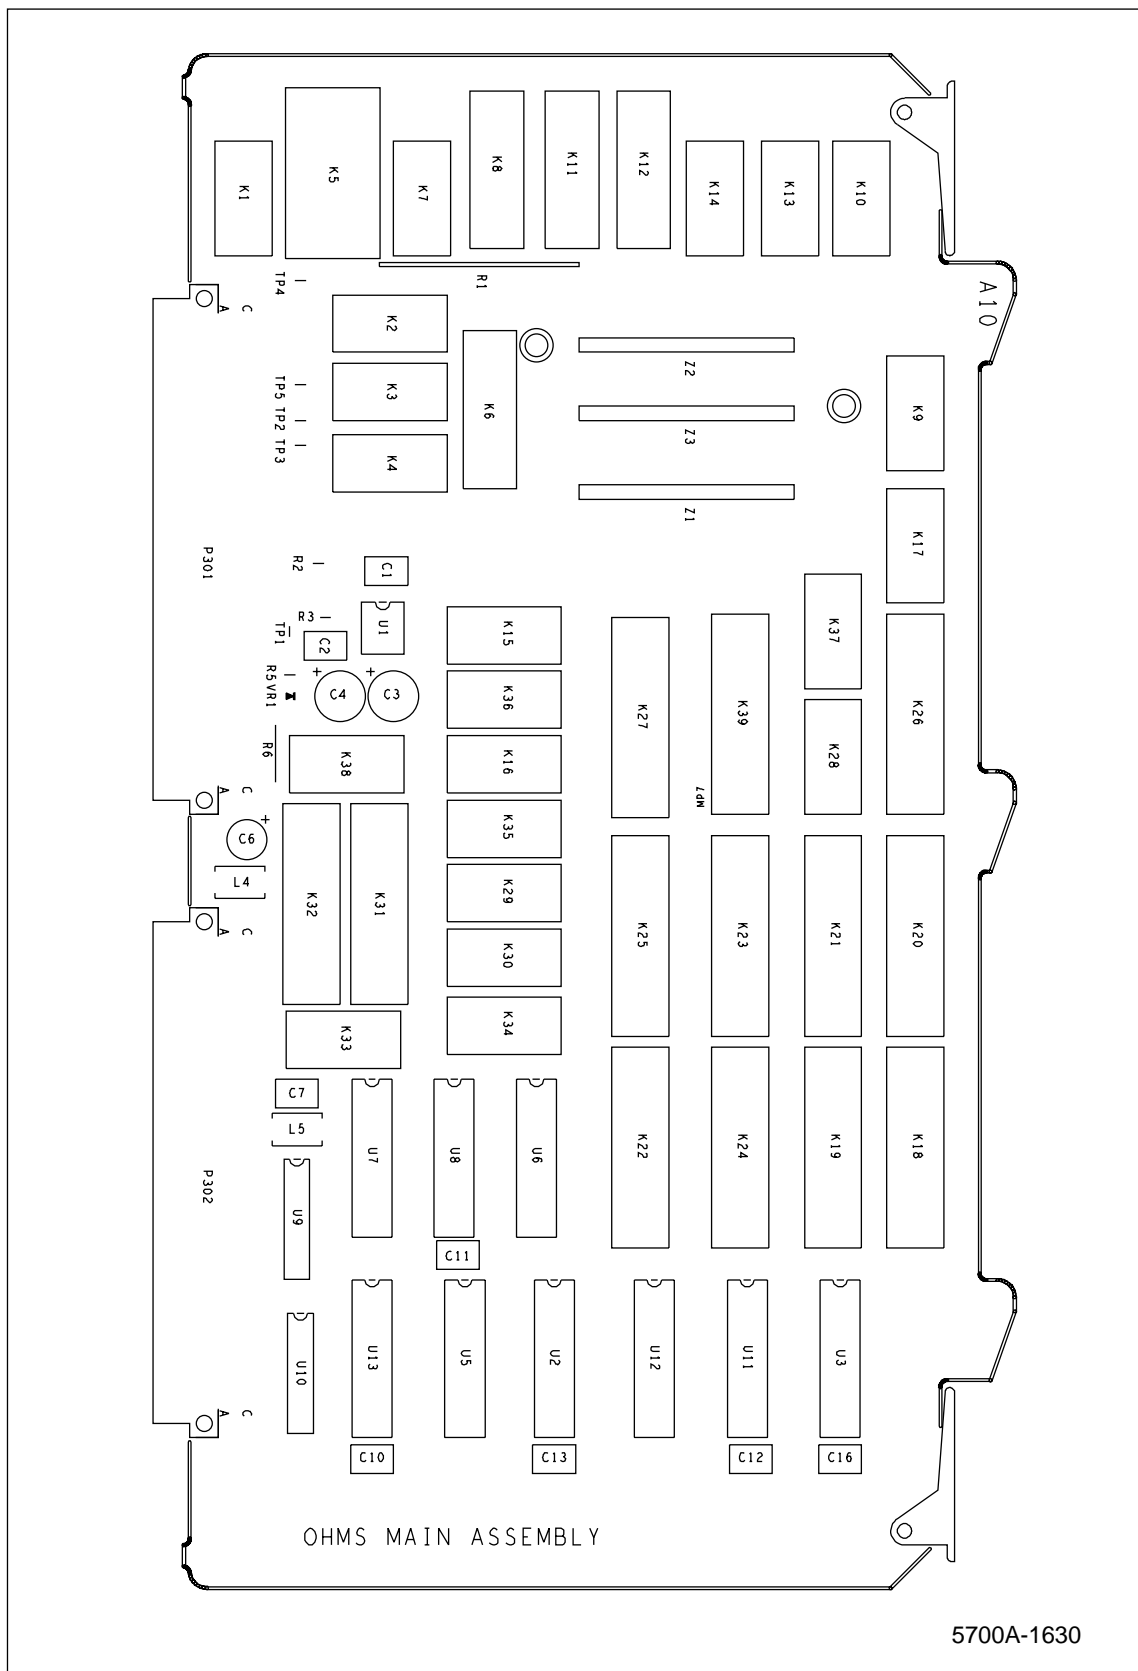 K1
K5
K7
K8
K11
K12
K14
K13
K10
TP4
R1
A10
A
C
K2
Z2
TP5
K3
K6
K9
TP2
Z3
TP3
K4
Z1
K17
P301
R2
C1
R3
TP1
C2
U1
K15
K37
R5
VR1
+
C4
+
C3
K36
K27
K39
K26
R6
K38
K16
K28
MP7
A
C
+
C6
K35
L4
K32
K31
K29
A
C
K25
K23
K21
K20
K30
K33
K34
C7
L5
U7
U8
U6
K22
K24
K19
K18
P302
U9
C11
U10
U13
U5
U2
U12
U11
U3
A
C
C10
C13
C12
C16
OHMS MAIN ASSEMBLY
5700A-1630